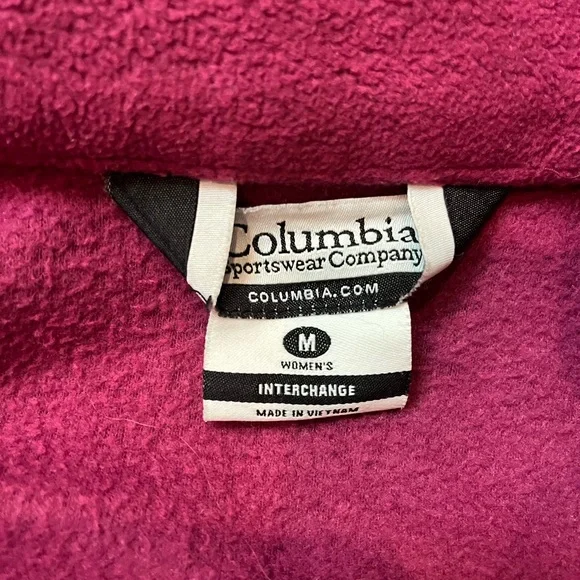 Columbia
Sportswear Company
COLUMBIA.COM
M
WOMEN'S
INTERCHANGE
MADE IN VIETNAM